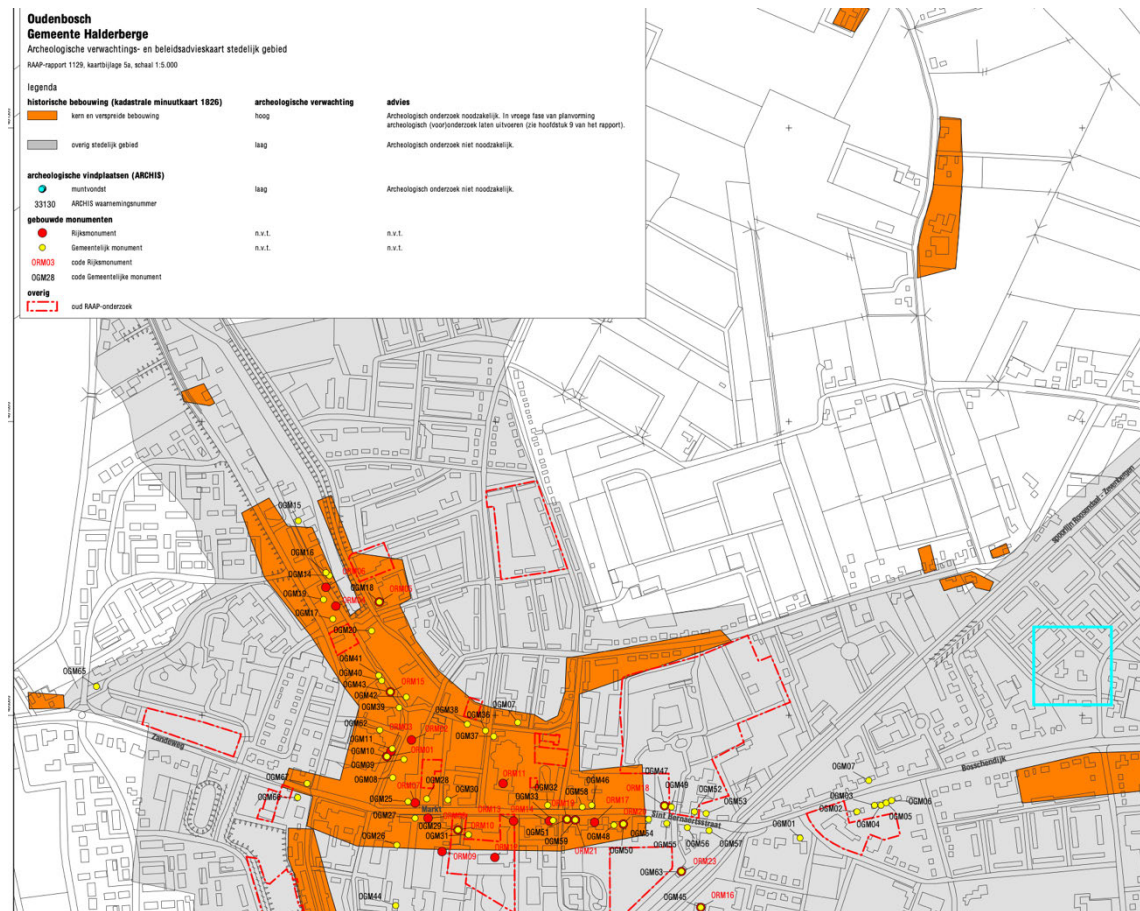 Oudenbosch
Gemeente Halderberge
Archeologische verwachtings- en beleidsadvieskaart stedelijk gebied
RAAP-rapport 1129, kaartbijlage 5a, schaal 1:5.000
legenda
historische bebouwing (kadastrale minuutkaart 1826) archeologische verwachting advies
kern en verspreide bebouwing hoog Archeologisch onderzoek noodzakelijk. In vroege fase van planvorming
archeologisch (voor)onderzoek laten uitvoeren (zie hoofdstuk 9 van het rapport).
overig stedelijk gebied laag Archeologisch onderzoek niet noodzakelijk.
archeologische vindplaatsen (ARCHIS)
muntvondst laag Archeologisch onderzoek niet noodzakelijk.
33130 ARCHIS waarnemingsnummer
gebouwde monumenten
Rijksmonument n.v.t. n.v.t.
Gemeentelijk monument n.v.t. n.v.t.
ORM03 code Rijksmonument
OGM28 code Gemeentelijke monument
overig
oud RAAP-onderzoek
spoorlijn Roosendaal - Zevenbergen
OGM15
OGM16
OGM14
OGM18
OGM19
OGM17
OGM20
OGM41
OGM65
OGM40
OGM43
ORM15
OGM42
OGM39
OGM38
OGM36
OGM07
OGM62
OGM37
OGM11
OGM10
ORM01
OGM09
Zandeweg
Bosschendijk
OGM67
OGM08
OGM28
ORM11
OGM46
OGM47
OGM07
OGM66
OGM25
OGM30
OGM33
OGM32
OGM58
ORM17
ORM18
OGM49
OGM52
OGM53
OGM03
OGM02
OGM06
Markt
OGM27
OGM29
OGM31
ORM10
OGM51
OGM48
OGM54
Sint Bernaertsstraat
OGM04
OGM05
OGM26
OGM59
OGM50
OGM55
OGM56
OGM57
OGM01
ORM09
ORM21
ORM23
OGM63
OGM44
OGM45
ORM16